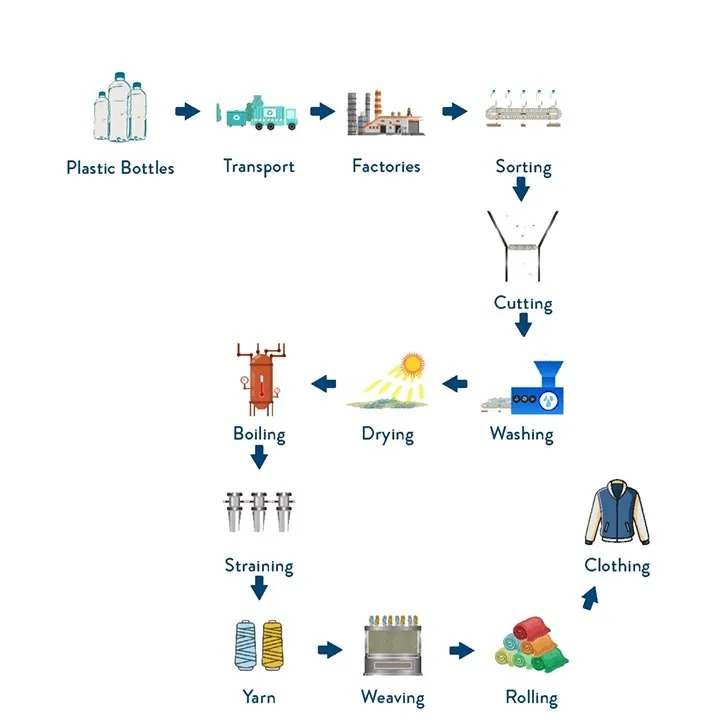 Plastic Bottles
Transport
Factories
Sorting
Cutting
Washing
Drying
Boiling
Straining
Yarn
Weaving
Rolling
Clothing